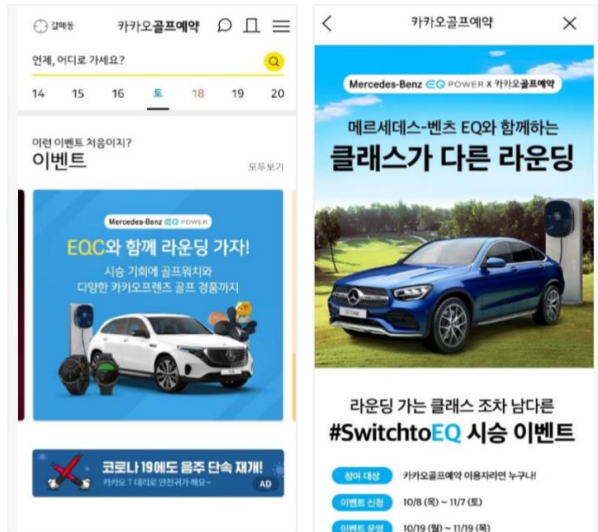 갈매동
카카오골프예약
언제, 어디로 가세요?
14 15 16 토 18 19 20
이런 이벤트 처음이지?
이벤트
모두보기
Mercedes-Benz EQ POWER
EQC와 함께 라운딩 가자!
시승 기회에 골프워치와
다양한 카카오프렌즈 골프 경품까지
코로나19에도 음주 단속 재개!
카카오 T 대리로 안전귀가 해요~
AD
카카오골프예약
Mercedes-Benz EQ POWER X 카카오골프예약
메르세데스-벤츠 EQ와 함께하는
클래스가 다른 라운딩
라운딩 가는 클래스 조차 남다른
#SwitchtoEQ 시승 이벤트
참여 대상 카카오골프예약 이용자라면 누구나!
이벤트 신청 10/8 (목) ~ 11/7 (토)
이벤트 운영 10/19 (월) ~ 11/19 (목)